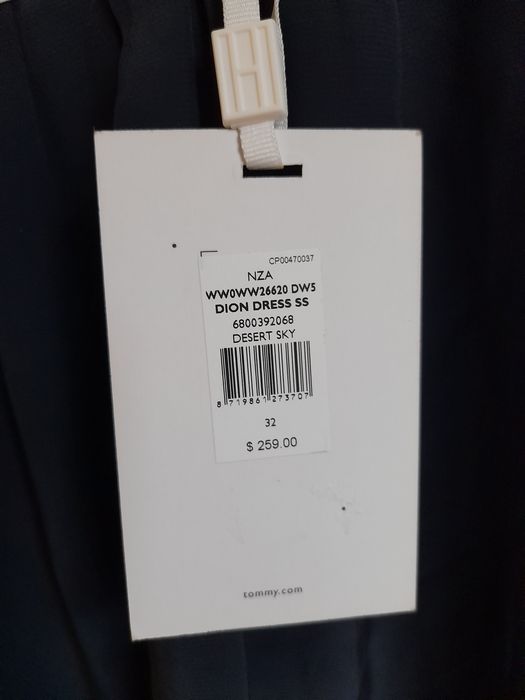 CP00470037
NZA
WW0WW26620 DW5
DION DRESS SS
6800392068
DESERT SKY
8 719861 273707
32
$ 259.00
tommy.com